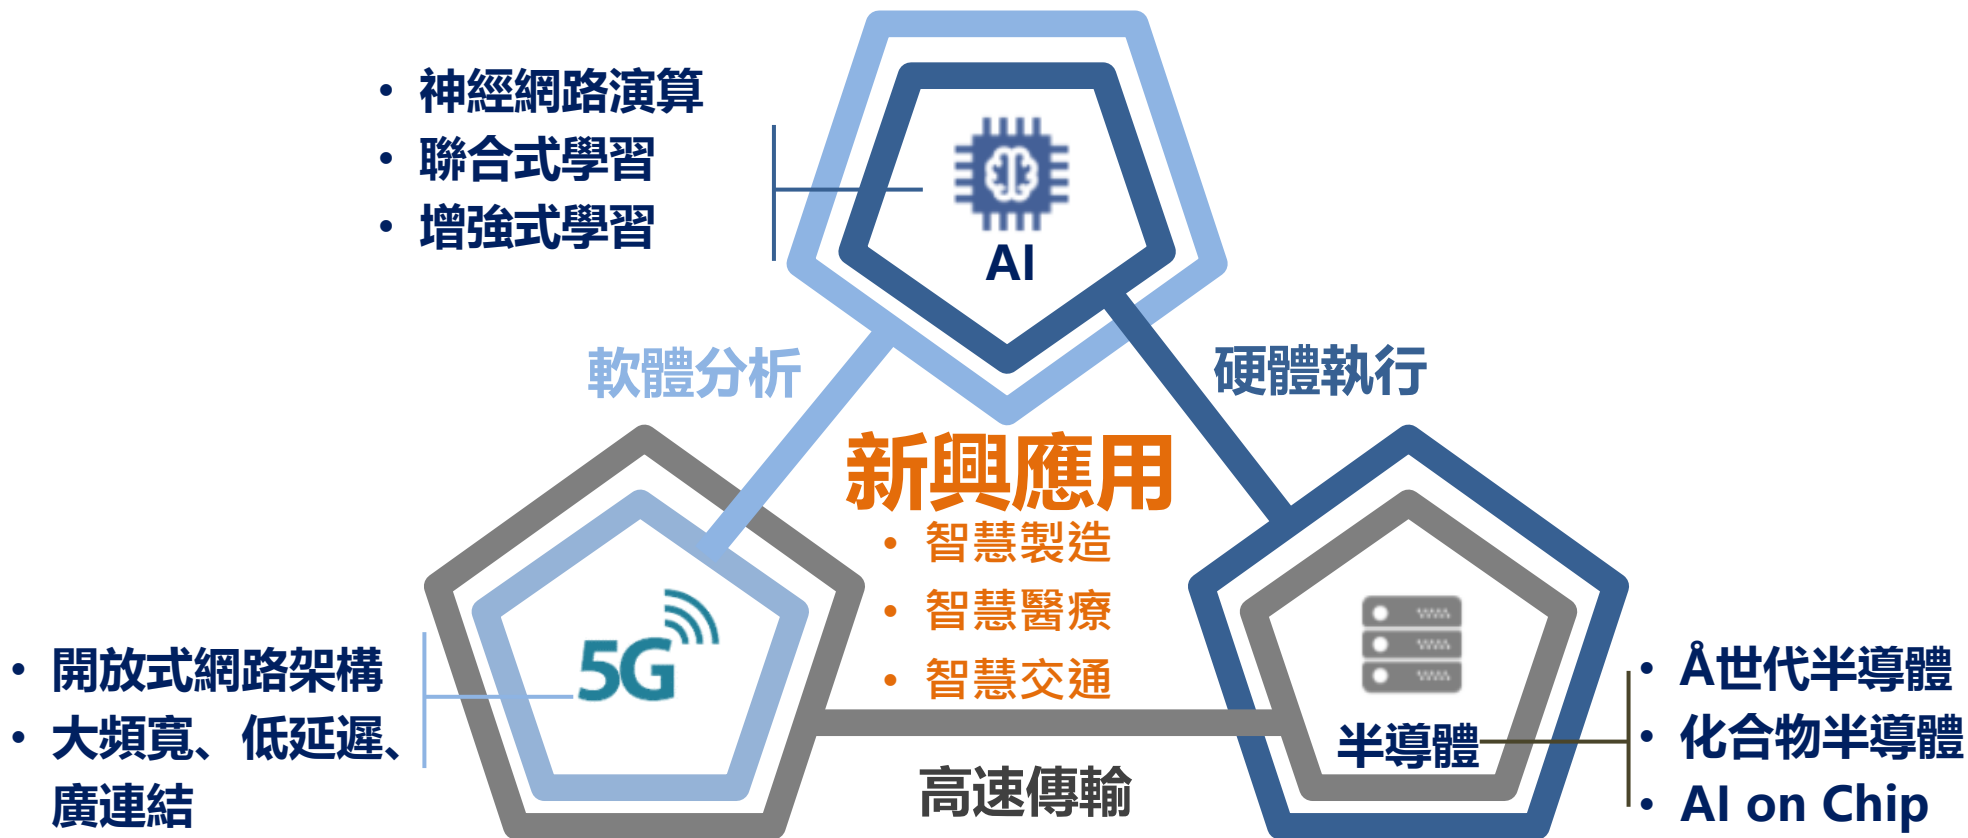 • 神經網路演算
• 聯合式學習
• 增強式學習
AI
軟體分析
硬體執行
新興應用
• 智慧製造
• 智慧醫療
• 智慧交通
5G
• 開放式網路架構
• 大頻寬、低延遲、
廣連結
半導體
• Å世代半導體
• 化合物半導體
• AI on Chip
高速傳輸